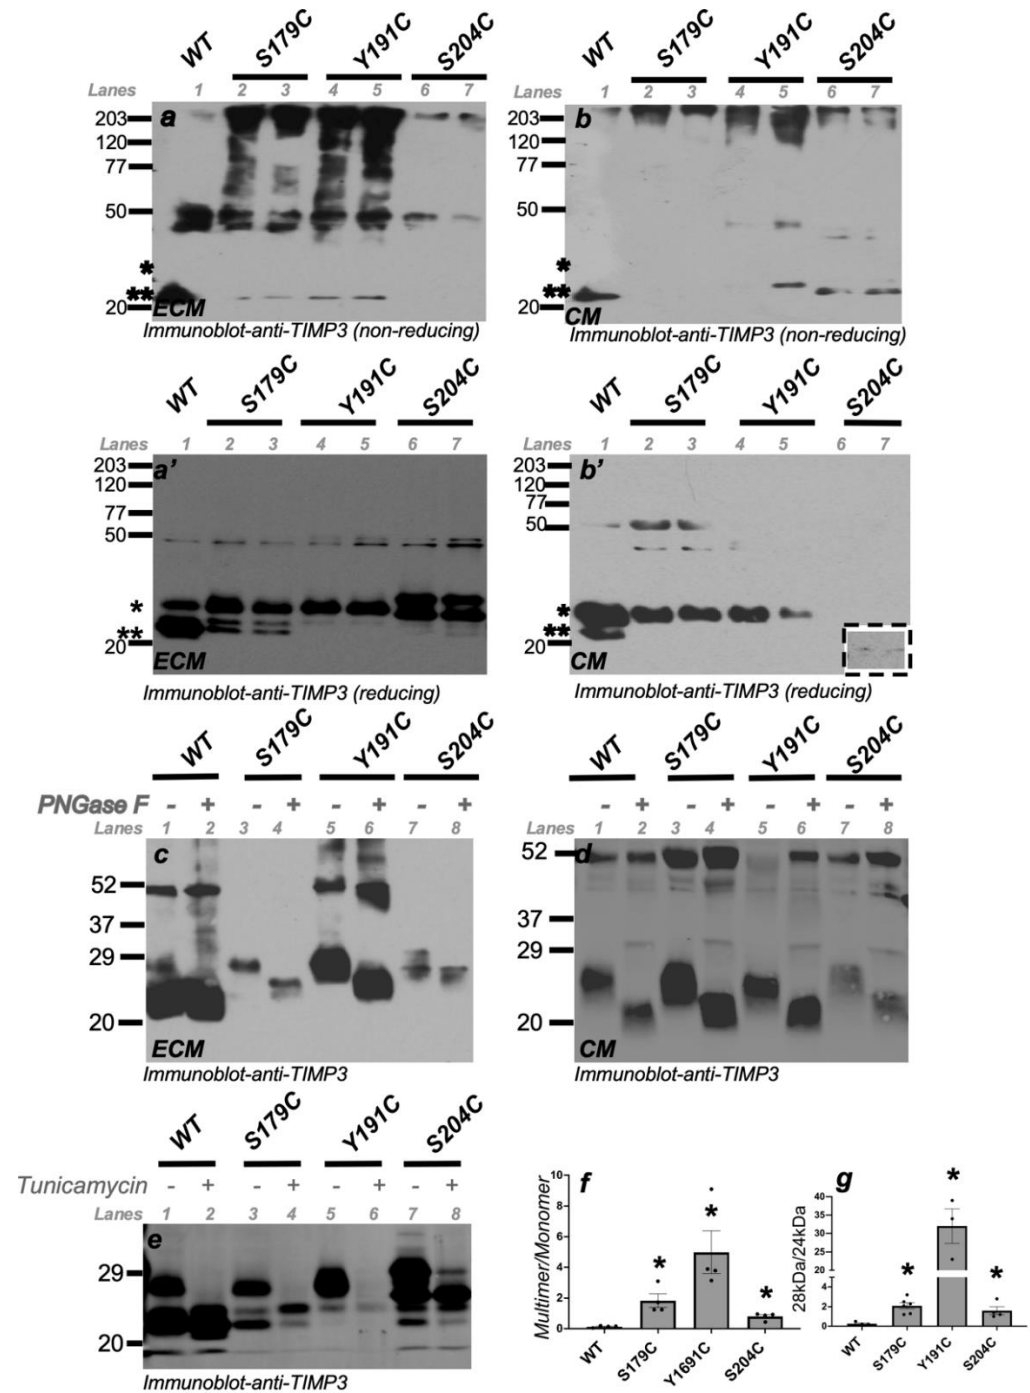 WT S179C Y191C S204C
Lanes 1 2 3 4 5 6 7
a
203
120
77
50
*
**
20
ECM
Immunoblot-anti-TIMP3 (non-reducing)
WT S179C Y191C S204C
Lanes 1 2 3 4 5 6 7
b
203
120
77
50
*
**
20
CM
Immunoblot-anti-TIMP3 (non-reducing)
WT S179C Y191C S204C
Lanes 1 2 3 4 5 6 7
a'
203
120
77
50
*
**
20
ECM
Immunoblot-anti-TIMP3 (reducing)
WT S179C Y191C S204C
Lanes 1 2 3 4 5 6 7
b'
203
120
77
50
*
**
20
CM
Immunoblot-anti-TIMP3 (reducing)
WT S179C Y191C S204C
PNGase F - + - + - + - +
Lanes 1 2 3 4 5 6 7 8
c
52
37
29
20
ECM
Immunoblot-anti-TIMP3
WT S179C Y191C S204C
- + - + - + - +
Lanes 1 2 3 4 5 6 7 8
d
52
37
29
20
CM
Immunoblot-anti-TIMP3
WT S179C Y191C S204C
Tunicamycin - + - + - + - +
Lanes 1 2 3 4 5 6 7 8
e
29
20
Immunoblot-anti-TIMP3
f
Multimer/Monomer
10
8
6
4
2
0
* * *
WT S179C Y1691C S204C
g
28kDa/24kDa
40
35
30
25
20
4
2
0
* * *
WT S179C Y191C S204C